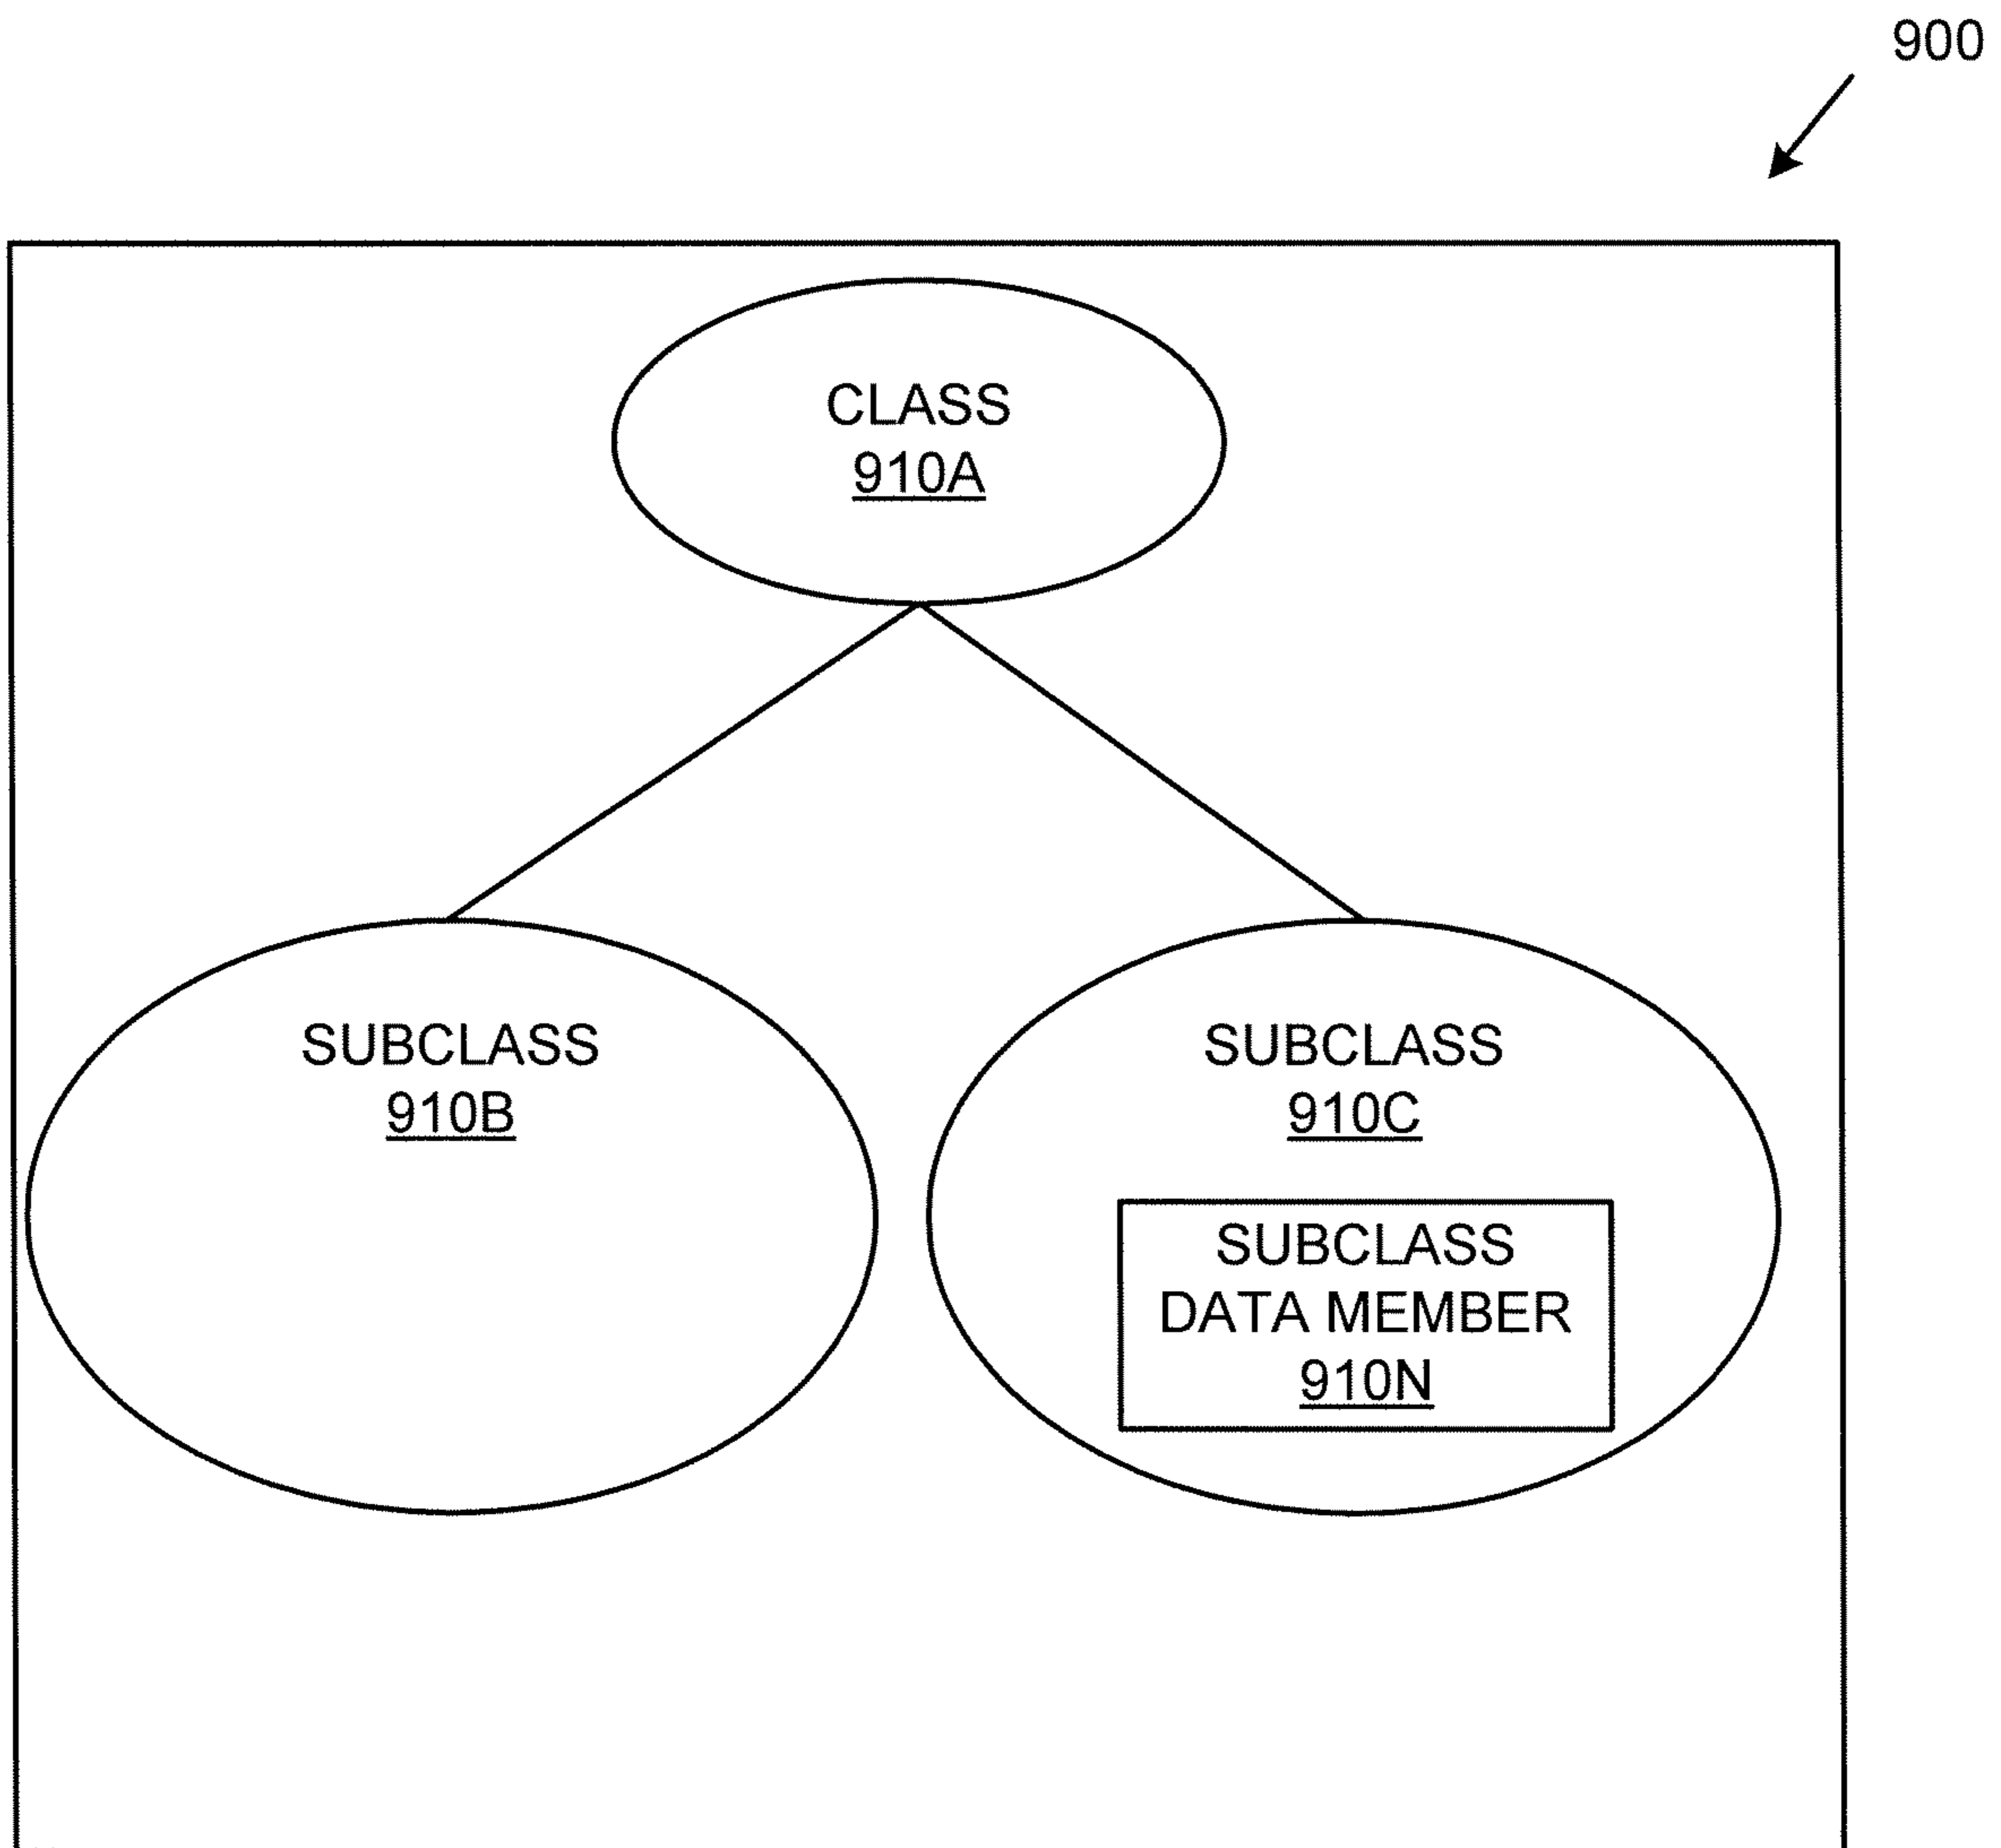 900
CLASS
910A
SUBCLASS
910B
SUBCLASS
910C
SUBCLASS
DATA MEMBER
910N